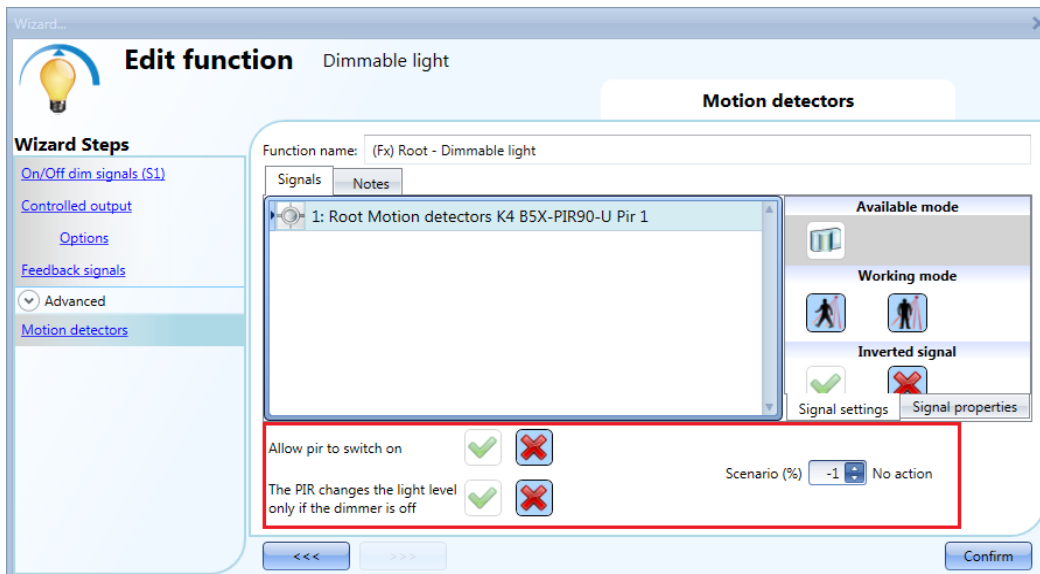 Wizard...
Edit function Dimmable light
Motion detectors
Wizard Steps
On/Off dim signals (S1)
Controlled output
Options
Feedback signals
Advanced
Motion detectors
Function name: (Fx) Root - Dimmable light
Signals Notes
1: Root Motion detectors K4 B5X-PIR90-U Pir 1
Available mode
Working mode
Inverted signal
Signal settings Signal properties
Allow pir to switch on
The PIR changes the light level
only if the dimmer is off
Scenario (%) -1 No action
<<< >>> Confirm